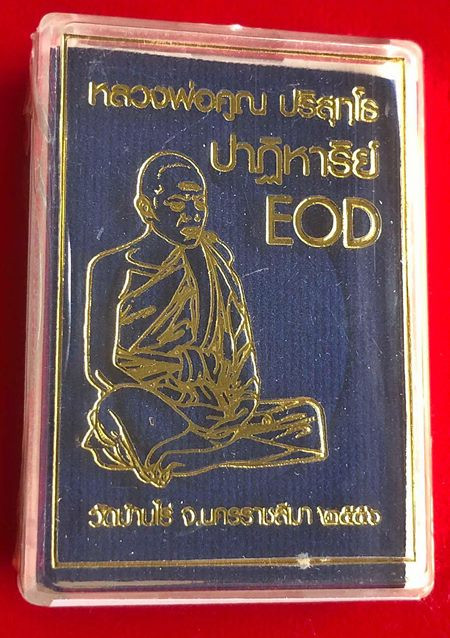 หลวงพ่อคูณ ปริสุทฺโธ
ปาฏิหาริย์
EOD
วัดบ้านไร่ จ.นครราชสีมา ๒๕๕๖